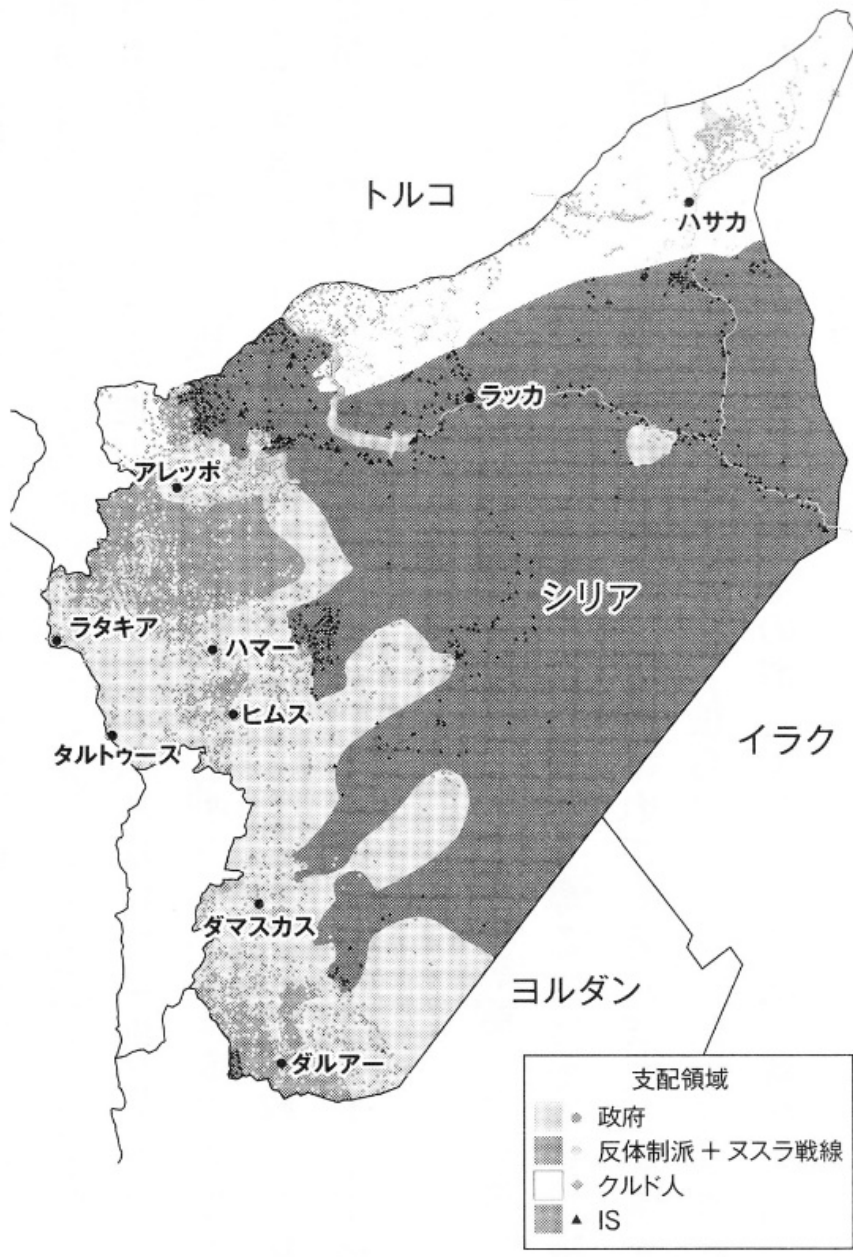 トルコ
ハサカ
ラッカ
アレッポ
シリア
ラタキア
ハマー
ヒムス
イラク
タルトゥース
ダマスカス
ヨルダン
ダルアー
支配領域
政府
反体制派 + ヌスラ戦線
クルド人
IS